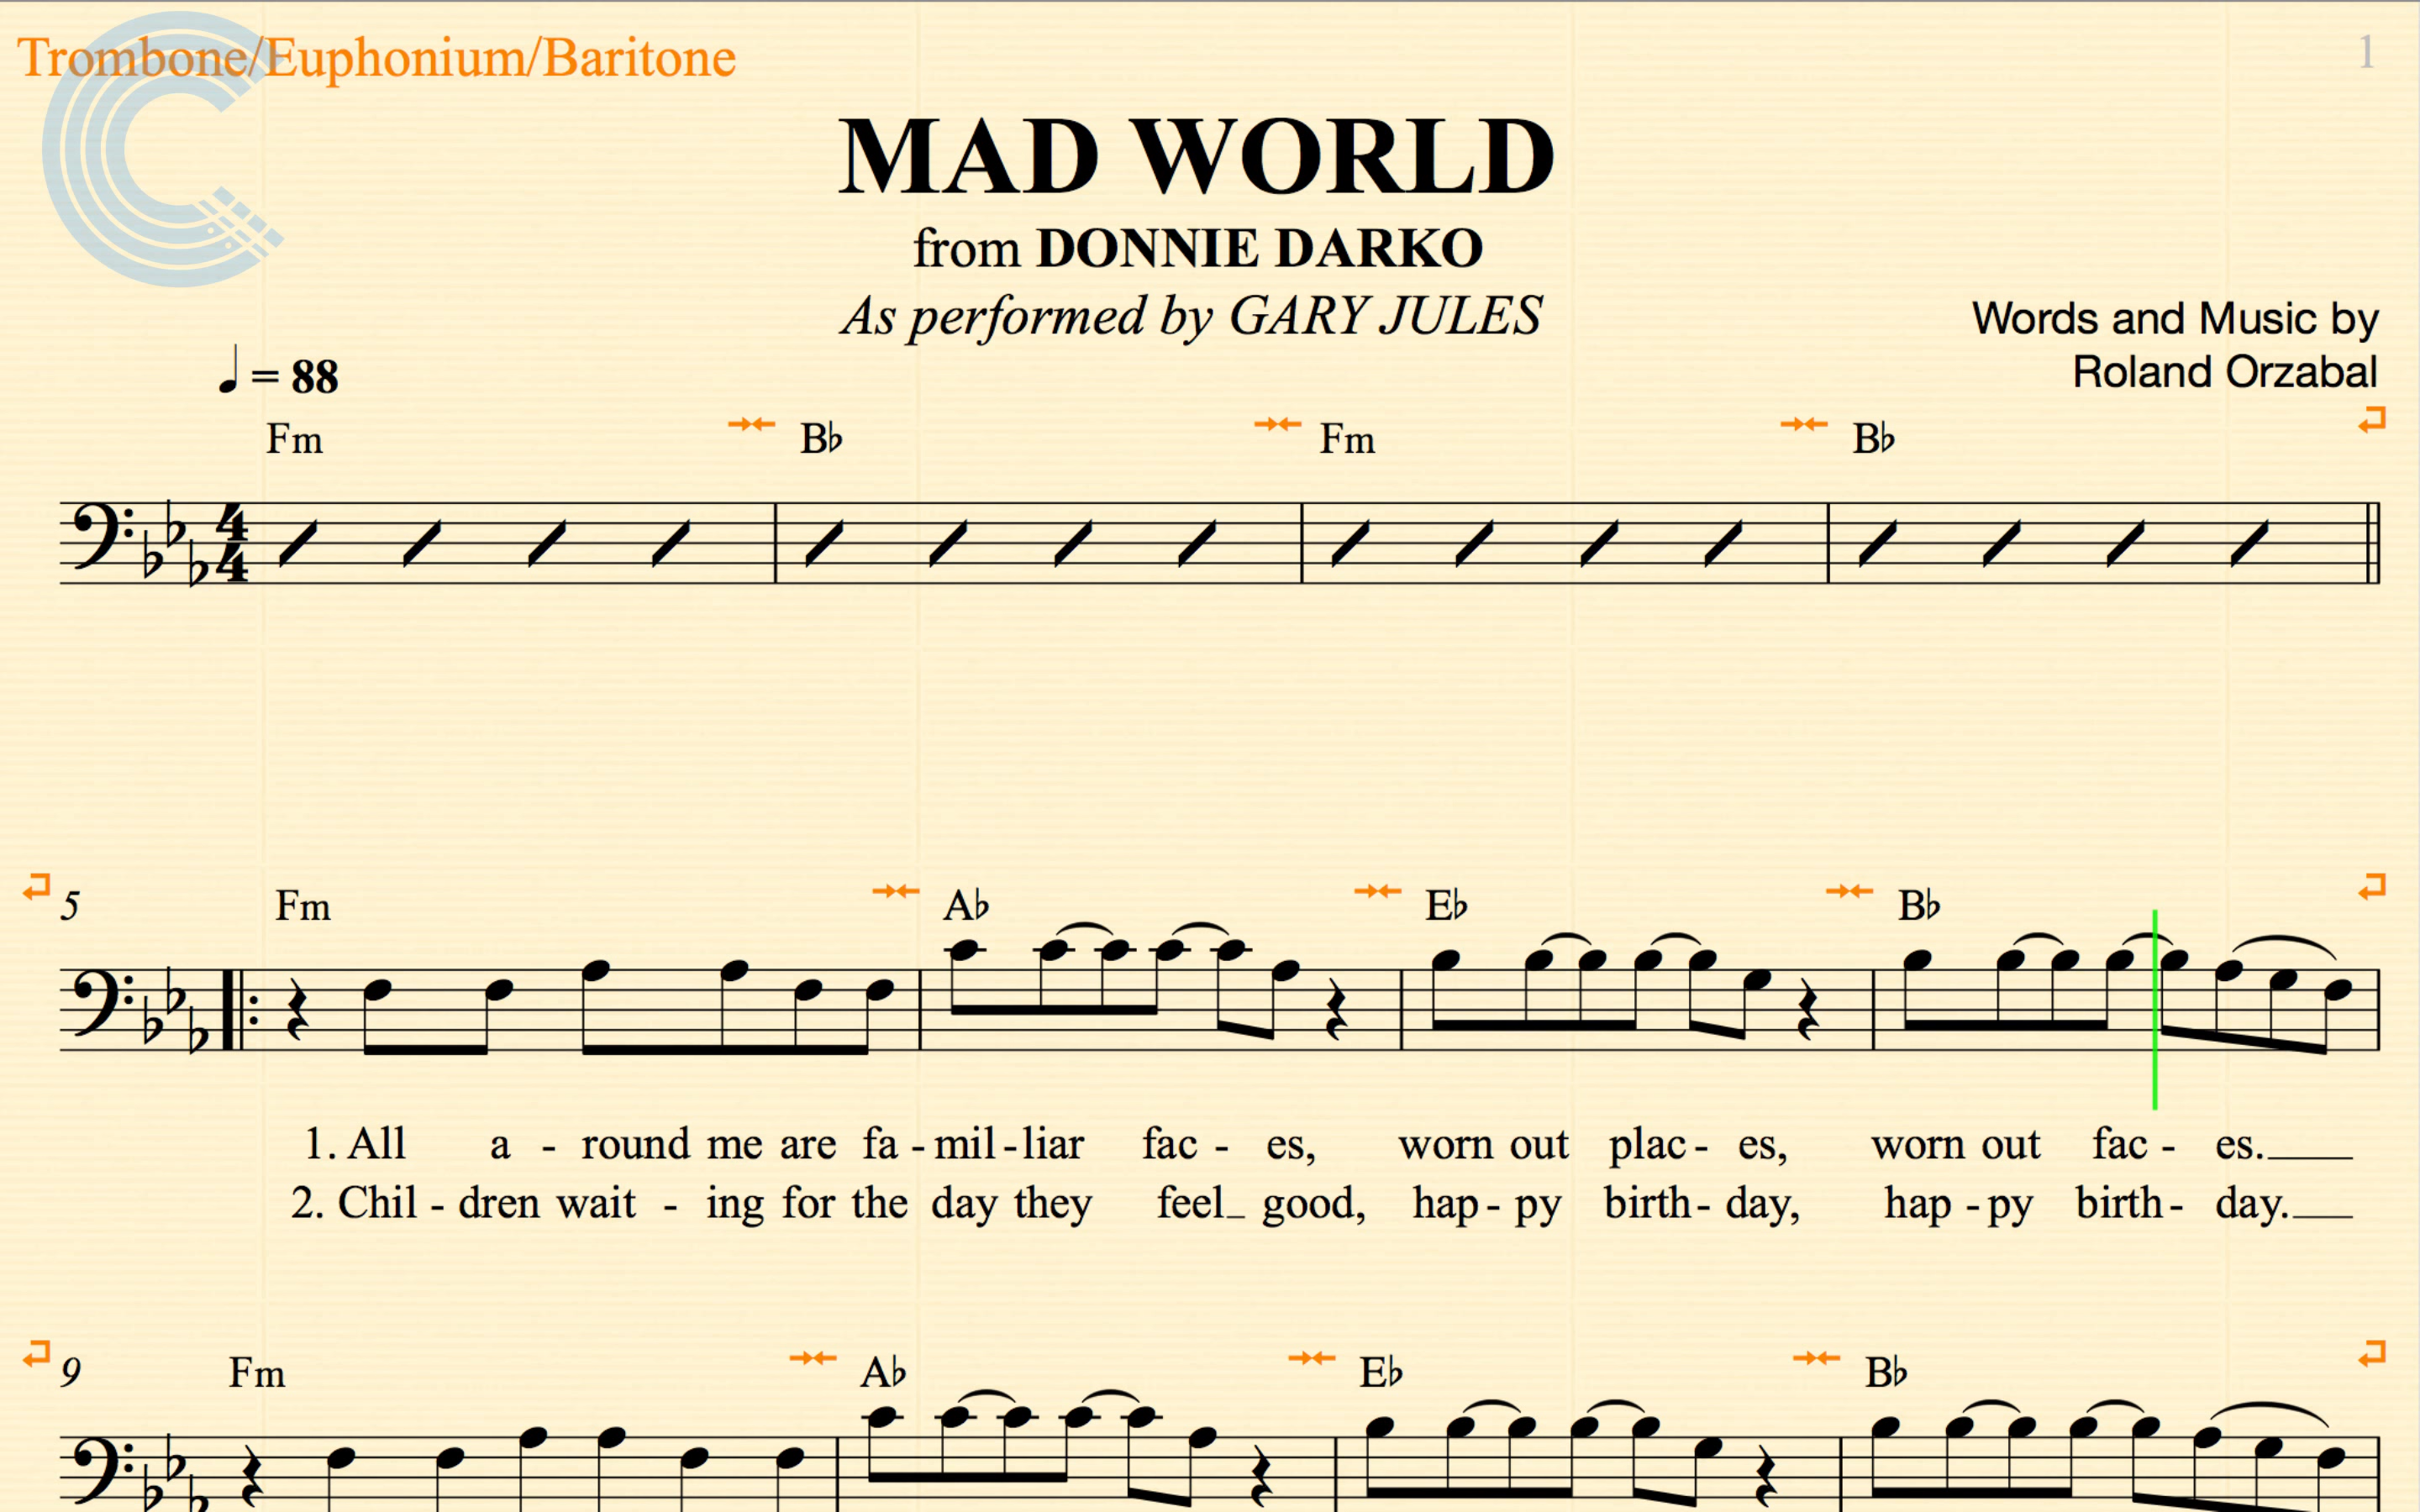 Trombone/Euphonium/Baritone
1
MAD WORLD
from DONNIE DARKO
As performed by GARY JULES
Words and Music by
Roland Orzabal
♩ = 88
Fm B♭ Fm B♭
4
4
5 Fm A♭ E♭ B♭
1. All a - round me are fa - mil - liar fac - es, worn out plac - es, worn out fac - es.
2. Chil - dren wait - ing for the day they feel_ good, hap - py birth - day, hap - py birth - day.
9 Fm A♭ E♭ B♭